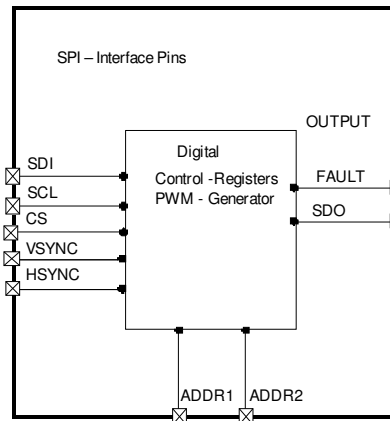 SPI – Interface Pins
OUTPUT
Digital
Control -Registers
PWM - Generator
SDI
SCL
CS
VSYNC
HSYNC
FAULT
SDO
ADDR1
ADDR2